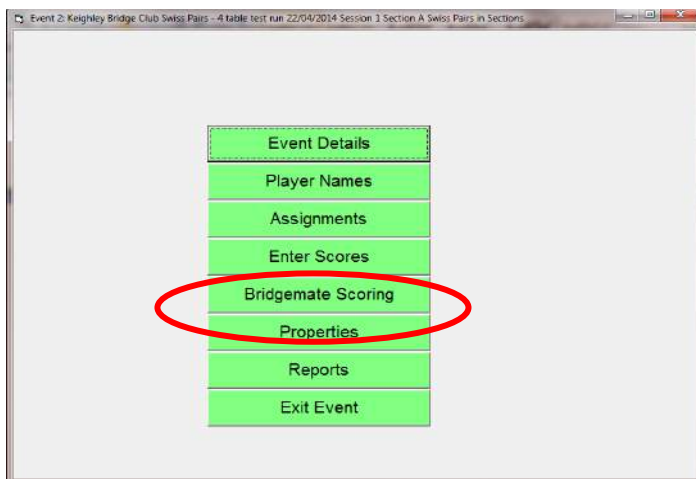 Event 2: Keighley Bridge Club Swiss Pairs - 4 table test run 22/04/2014 Session 1 Section A Swiss Pairs in Sections
Event Details
Player Names
Assignments
Enter Scores
Bridgemate Scoring
Properties
Reports
Exit Event